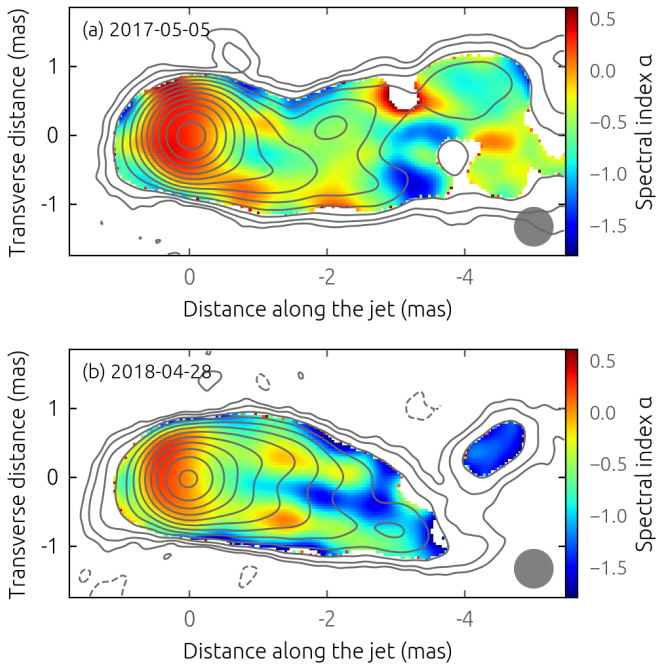 (a) 2017-05-05
Transverse distance (mas)
1
0
-1
0
-2
-4
Distance along the jet (mas)
0.5
0.0
−0.5
−1.0
−1.5
Spectral index α
(b) 2018-04-28
Transverse distance (mas)
1
0
-1
0
-2
-4
Distance along the jet (mas)
0.5
0.0
−0.5
−1.0
−1.5
Spectral index α